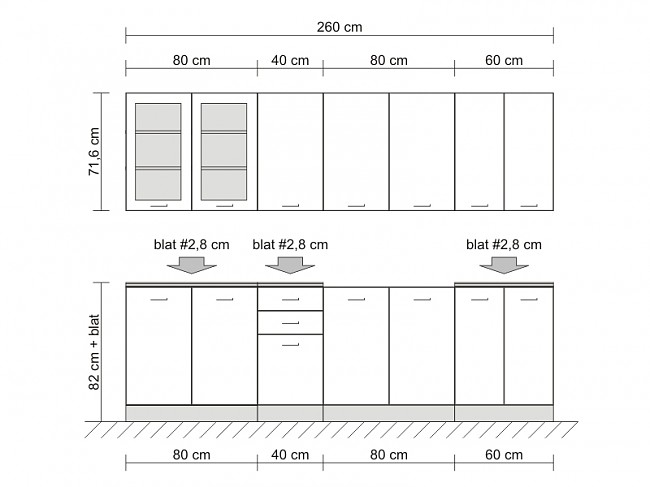 260 cm
80 cm 40 cm 80 cm 60 cm
71,6 cm
blat #2,8 cm blat #2,8 cm blat #2,8 cm
82 cm + blat
80 cm 40 cm 80 cm 60 cm